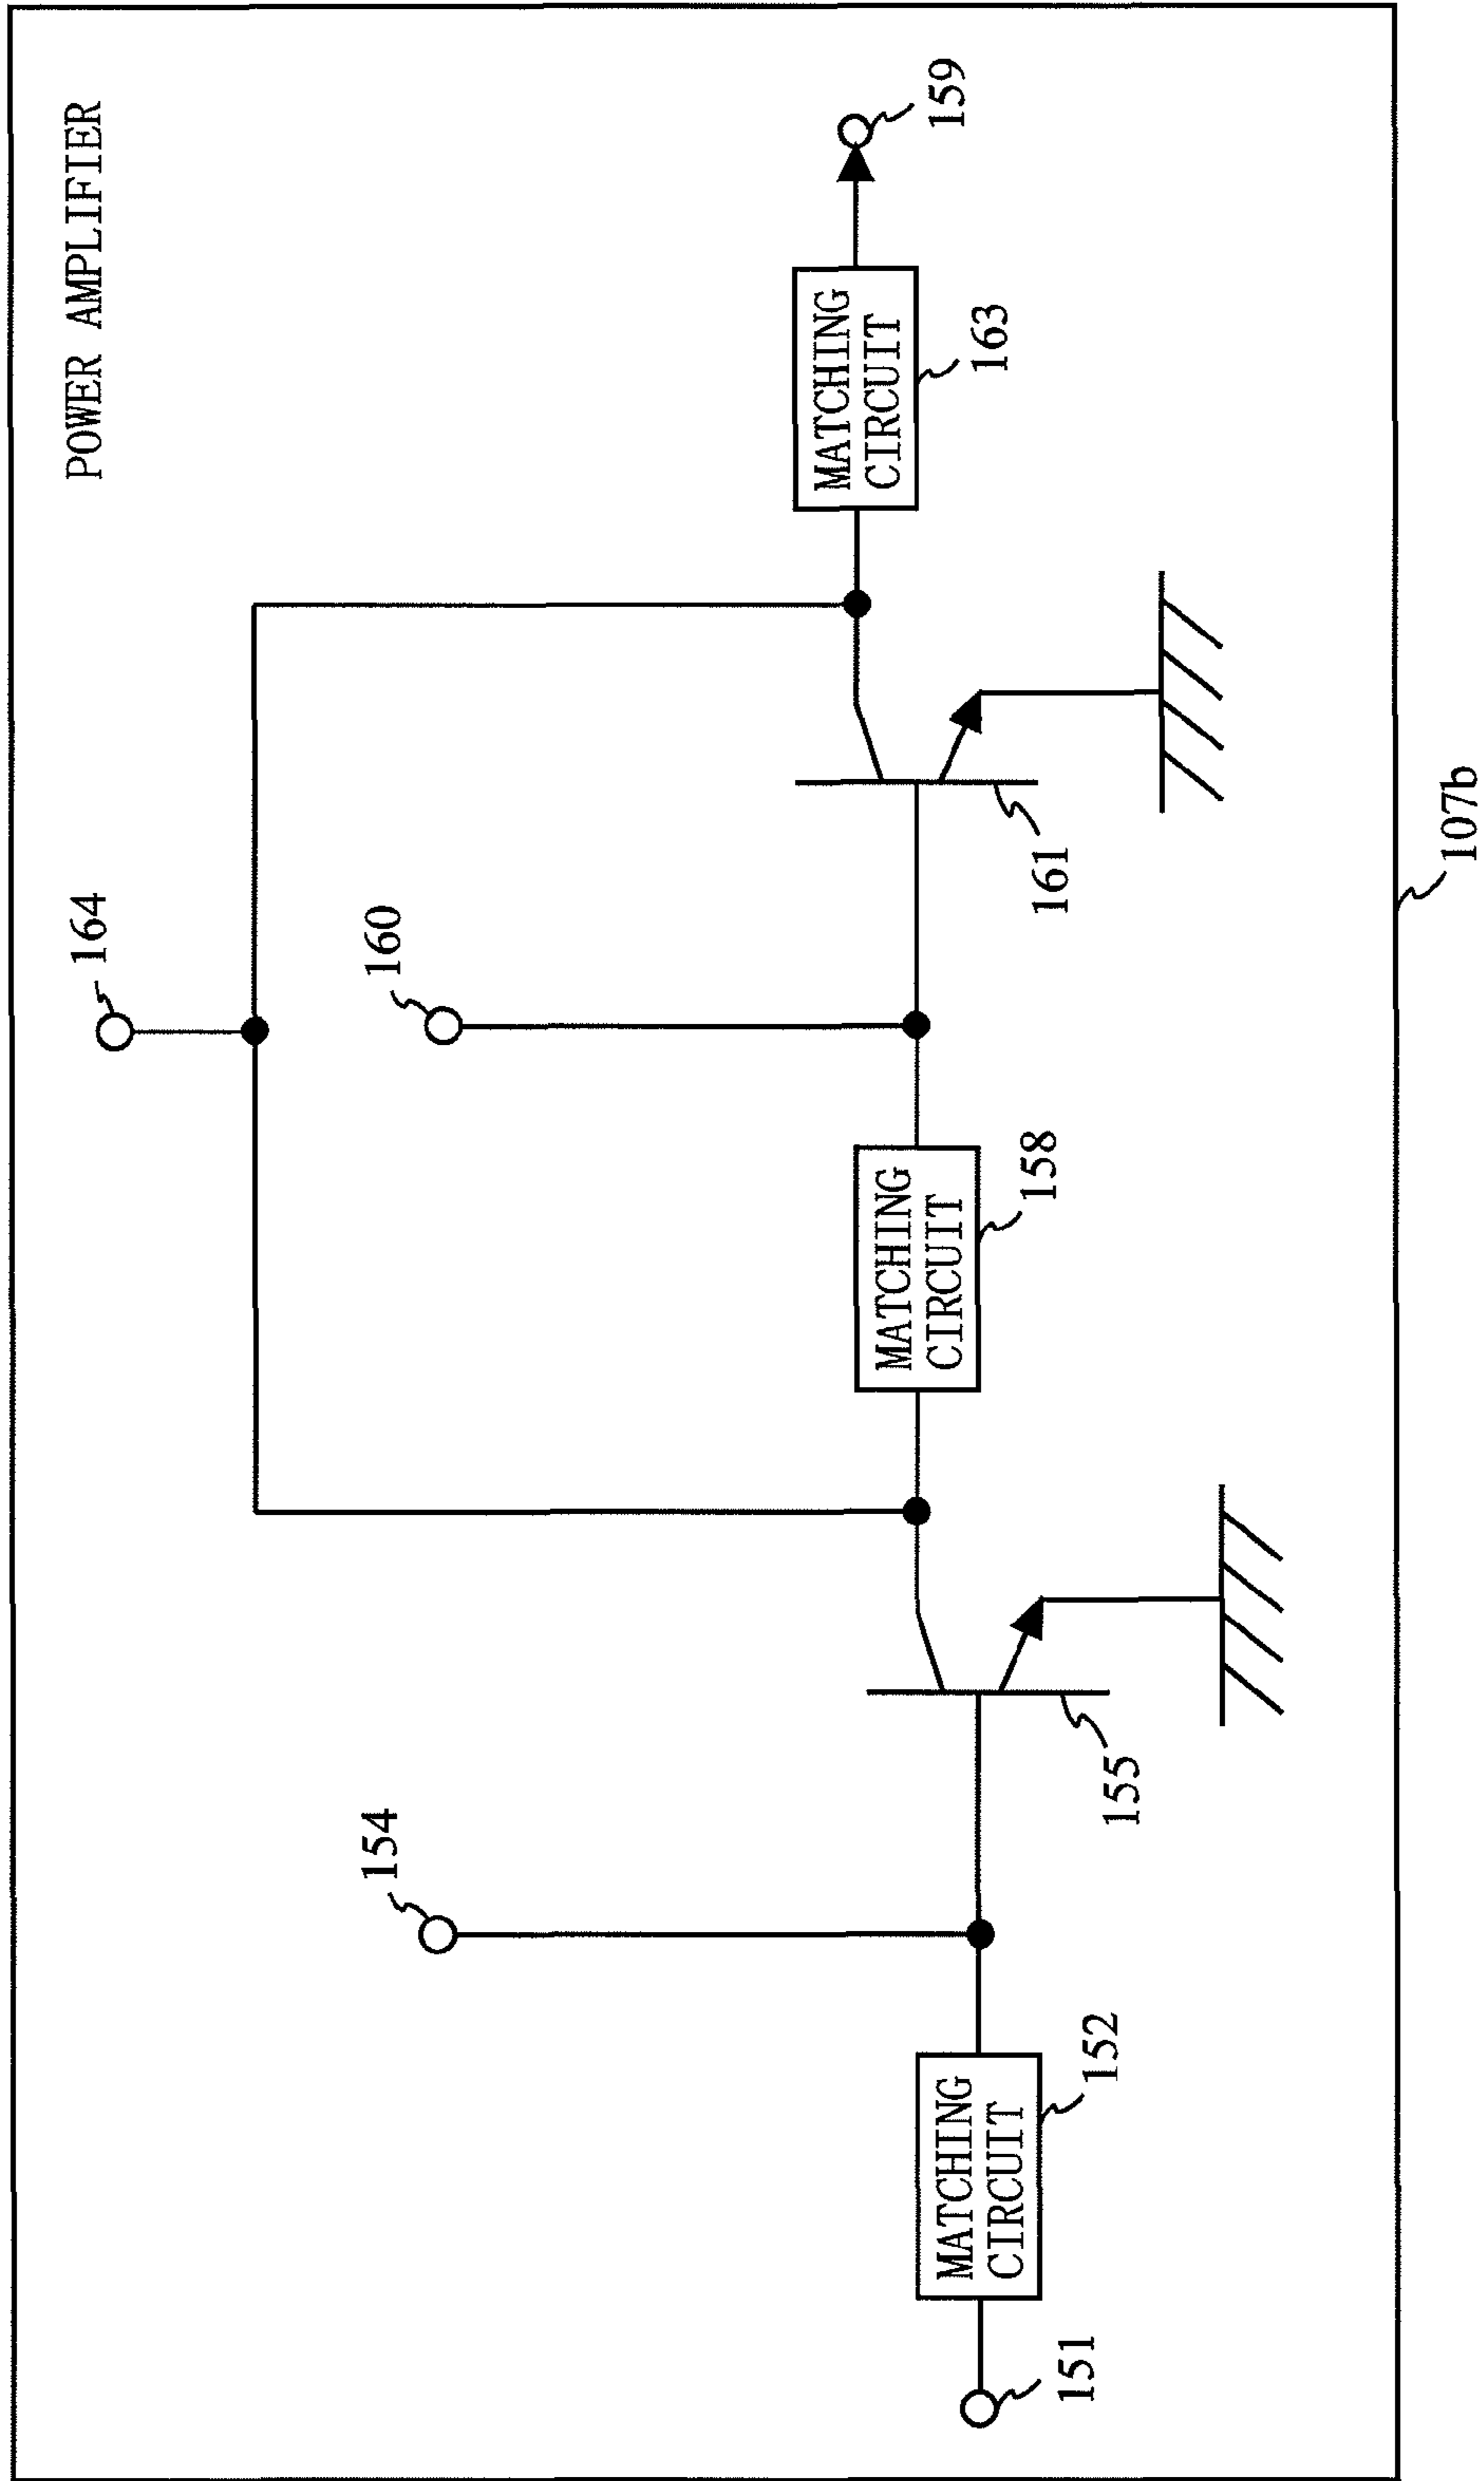 POWER AMPLIFIER
164
154
160
159
MATCHING
CIRCUIT
163
MATCHING
CIRCUIT
158
161
MATCHING
CIRCUIT
152
155
151
107b